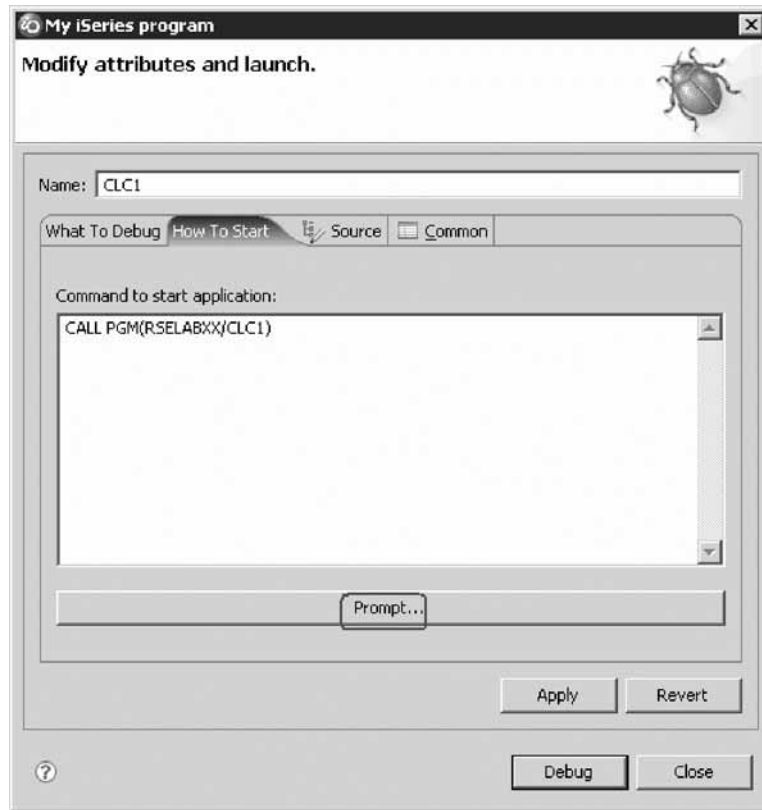 My iSeries program
Modify attributes and launch.
Name: CLC1
What To Debug How To Start Source Common
Command to start application:
CALL PGM(RSELABXX/CLC1)
Prompt...
Apply Revert
? Debug Close